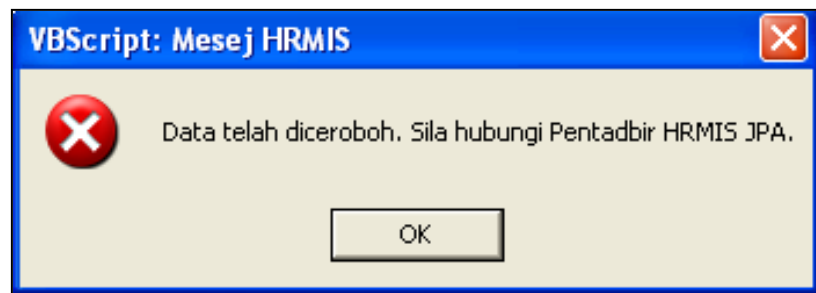 VBScript: Mesej HRMIS
Data telah diceroboh. Sila hubungi Pentadbir HRMIS JPA.
OK